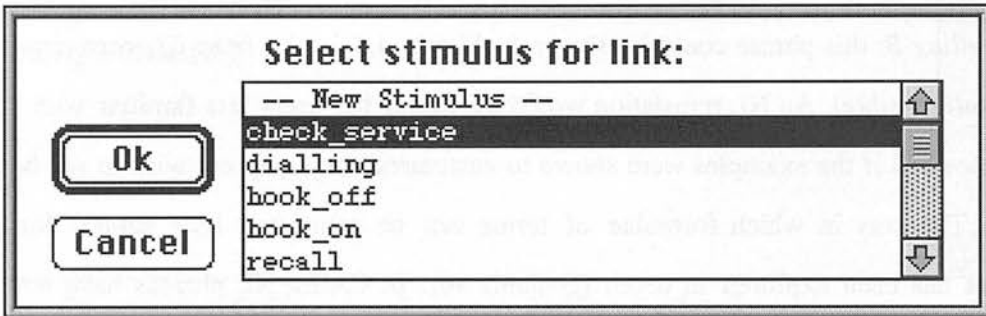 Select stimulus for link:
-- New Stimulus
check_service
dialling
hook_off
hook_on
recall
Ok
Cancel